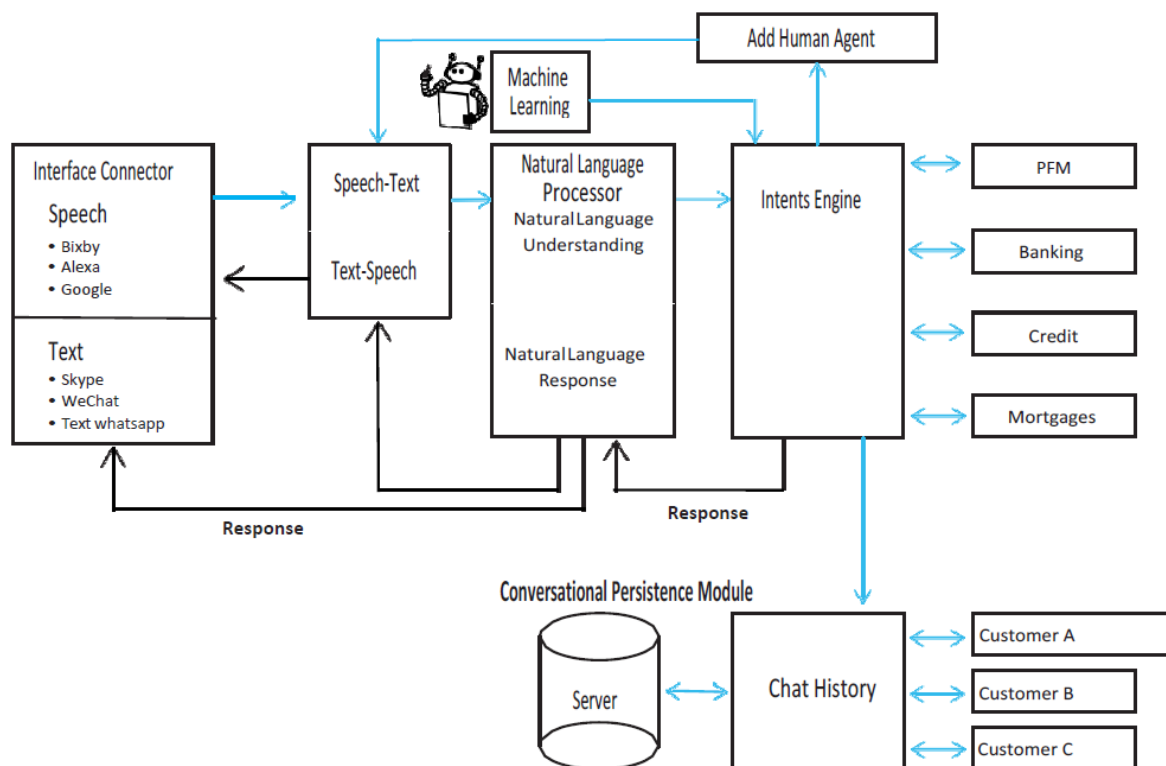 Add Human Agent
Machine
Learning
Interface Connector
Speech
• Bixby
• Alexa
• Google
Text
• Skype
• WeChat
• Text whatsapp
Speech-Text
Text-Speech
Natural Language
Processor
Natural Language
Understanding
Natural Language
Response
Intents Engine
PFM
Banking
Credit
Mortgages
Response
Response
Conversational Persistence Module
Server
Chat History
Customer A
Customer B
Customer C